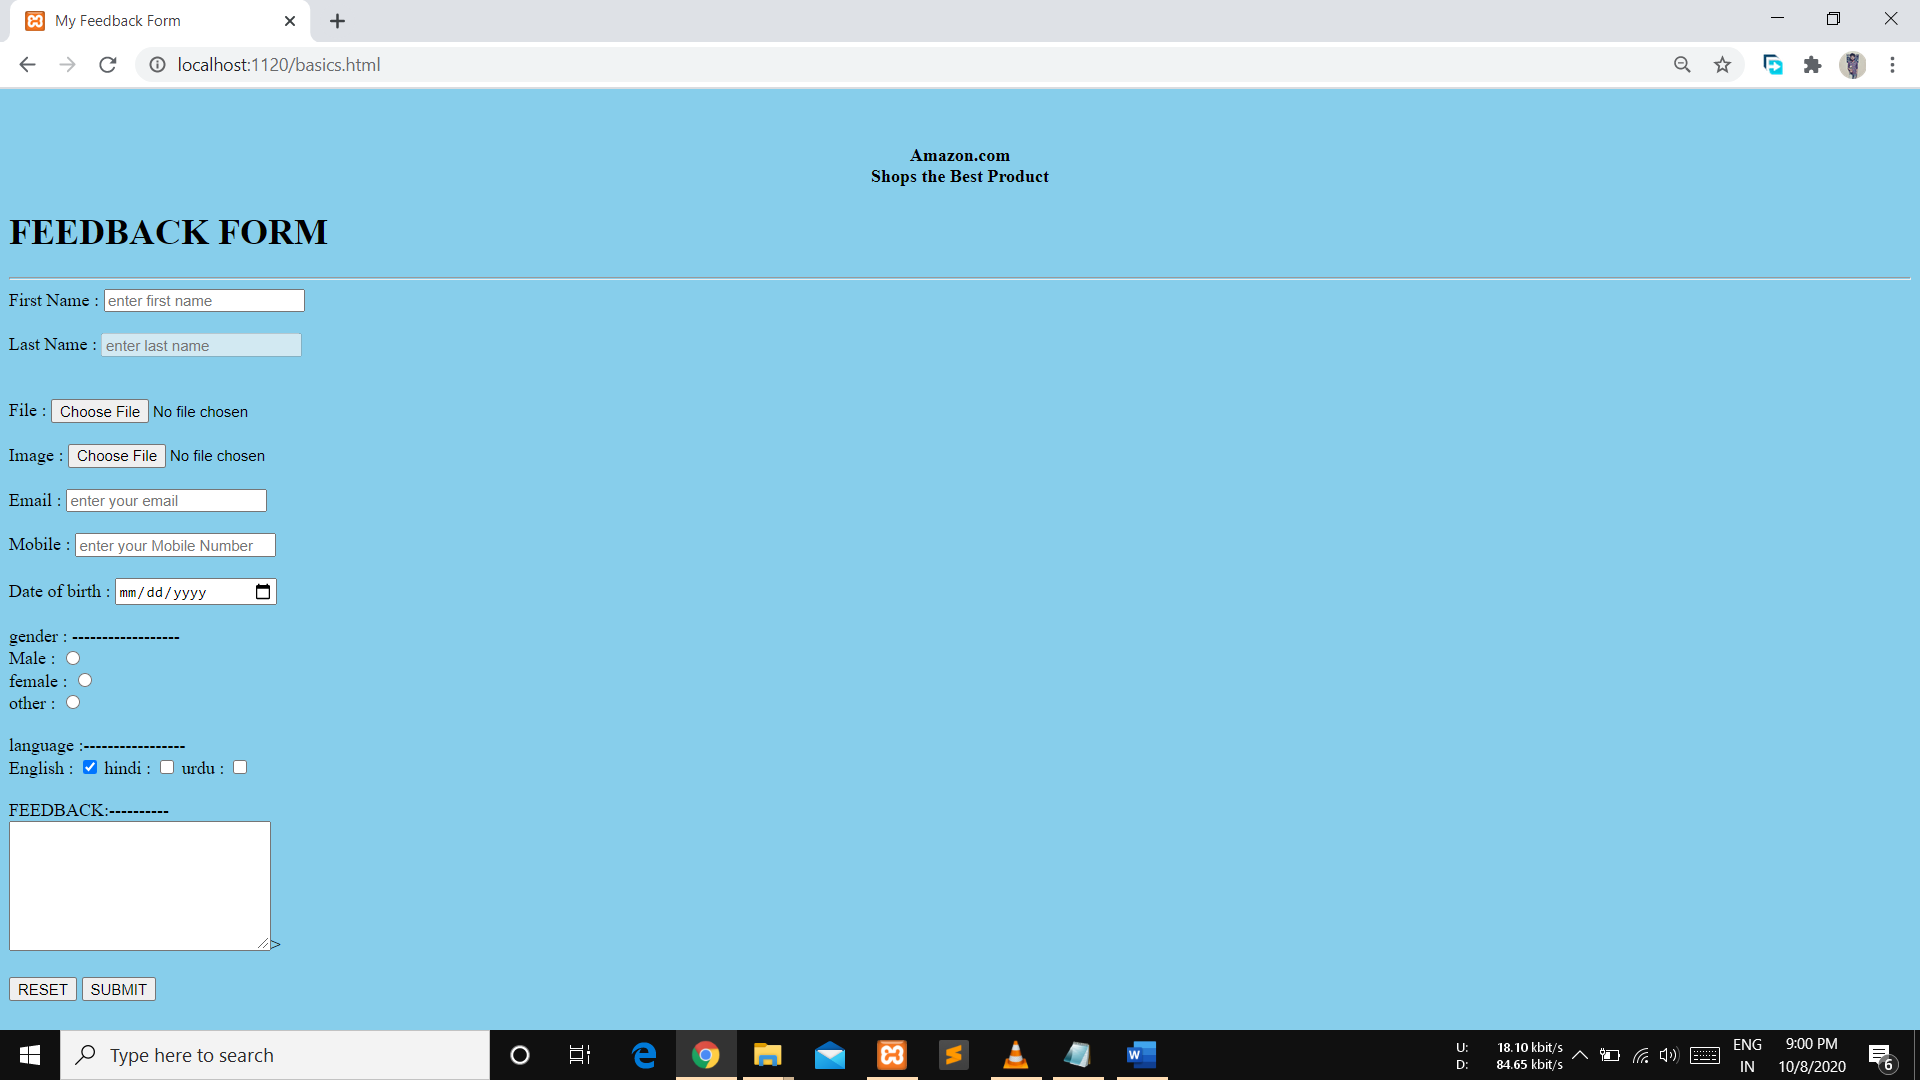 My Feedback Form
localhost:1120/basics.html
Amazon.com
Shops the Best Product
FEEDBACK FORM
First Name : enter first name
Last Name : enter last name
File : Choose File No file chosen
Image : Choose File No file chosen
Email : enter your email
Mobile : enter your Mobile Number
Date of birth : mm/dd/yyyy
gender : ------------------
Male :
female :
other :
language :-----------------
English : hindi : urdu :
FEEDBACK:----------
>
RESET SUBMIT
Type here to search
U: 18.10 kbit/s
D: 84.65 kbit/s
ENG
IN
9:00 PM
10/8/2020
6